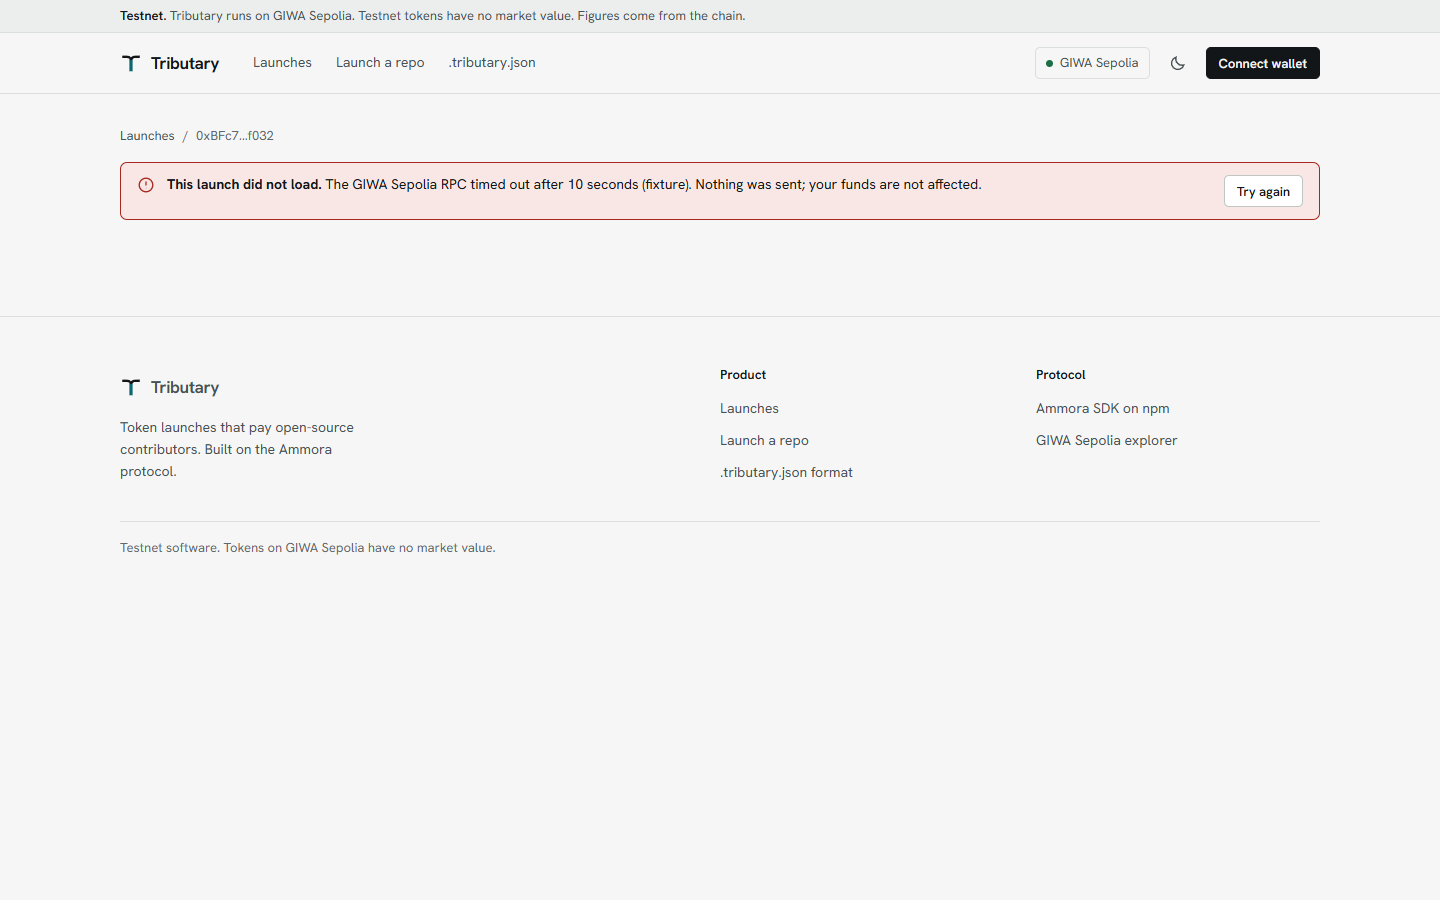 Testnet. Tributary runs on GIWA Sepolia. Testnet tokens have no market value. Figures come from the chain.
Tributary
Launches
Launch a repo
.tributary.json
GIWA Sepolia
Connect wallet
Launches / 0xBFc7…f032
This launch did not load. The GIWA Sepolia RPC timed out after 10 seconds (fixture). Nothing was sent; your funds are not affected.
Try again
Tributary
Token launches that pay open-source
contributors. Built on the Ammora
protocol.
Product
Launches
Launch a repo
.tributary.json format
Protocol
Ammora SDK on npm
GIWA Sepolia explorer
Testnet software. Tokens on GIWA Sepolia have no market value.